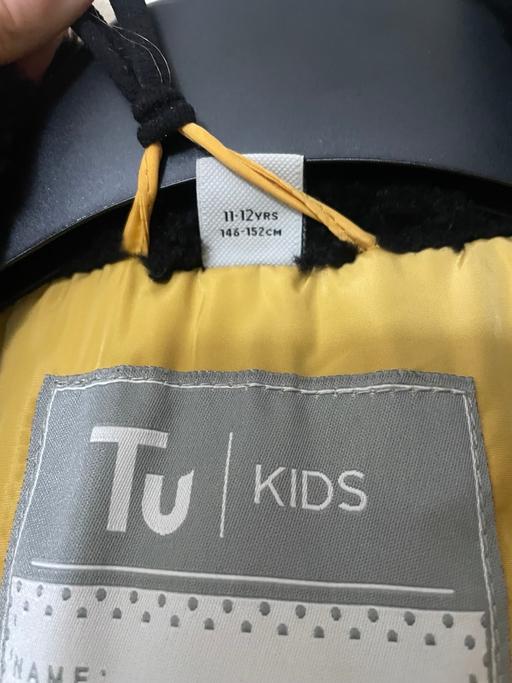 11-12YRS
146-152CM
Tu | KIDS
NAME: